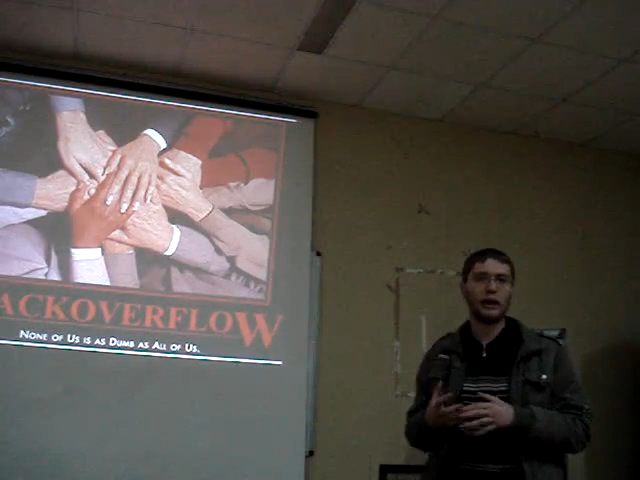 ACKOVERFLOW
NONE OF US IS AS DUMB AS ALL OF US.